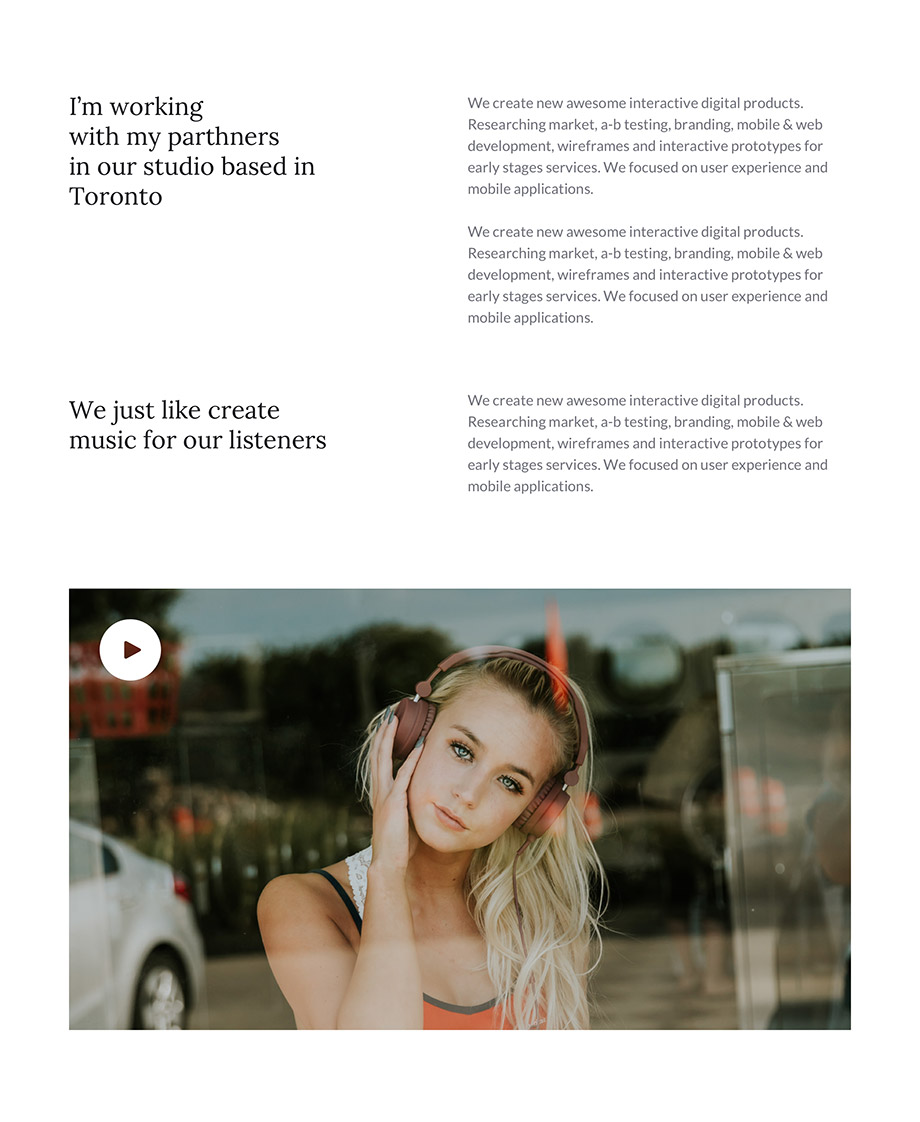 I’m working
with my parthners
in our studio based in
Toronto
We create new awesome interactive digital products.
Researching market, a-b testing, branding, mobile & web
development, wireframes and interactive prototypes for
early stages services. We focused on user experience and
mobile applications.
We create new awesome interactive digital products.
Researching market, a-b testing, branding, mobile & web
development, wireframes and interactive prototypes for
early stages services. We focused on user experience and
mobile applications.
We just like create
music for our listeners
We create new awesome interactive digital products.
Researching market, a-b testing, branding, mobile & web
development, wireframes and interactive prototypes for
early stages services. We focused on user experience and
mobile applications.